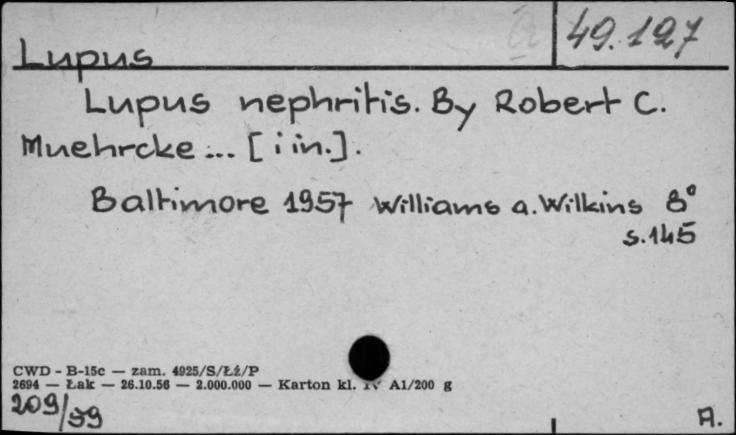 Lupus
49.127
Lupus nephritis. By Robert C.
Muehrcke ... [i in.].
Baltimore 1957 Williams a. Wilkins 8°
s.145
CWD - B-15c — zam. 4925/S/Łź/P
2694 — Łak — 26.10.56 — 2.000.000 — Karton kl. IV A1/200 g
209/59
A.